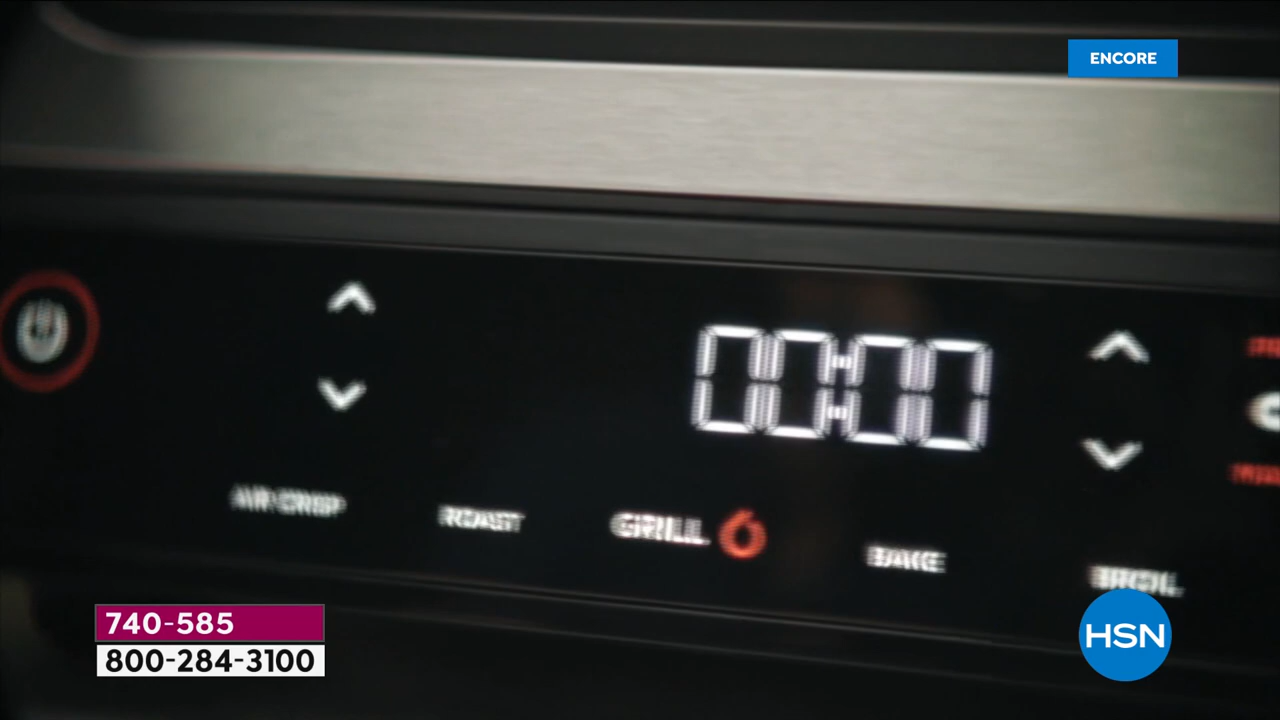 ENCORE
00:00
AIR CRISP
ROAST
GRILL
BAKE
BROIL
740-585
800-284-3100
HSN